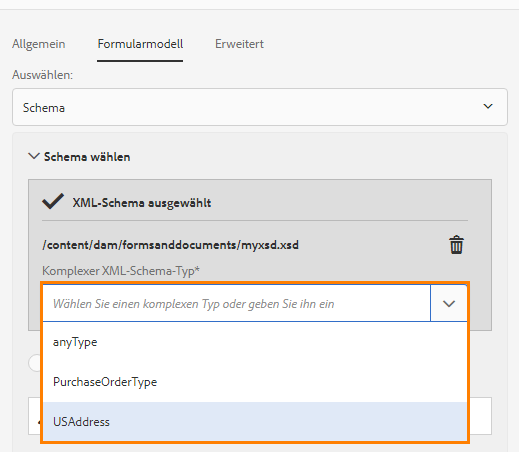 Allgemein Formularmodell Erweitert
Auswählen:
Schema
Schema wählen
XML-Schema ausgewählt
/content/dam/formsanddocuments/myxsd.xsd
Komplexer XML-Schema-Typ*
Wählen Sie einen komplexen Typ oder geben Sie ihn ein
anyType
PurchaseOrderType
USAddress